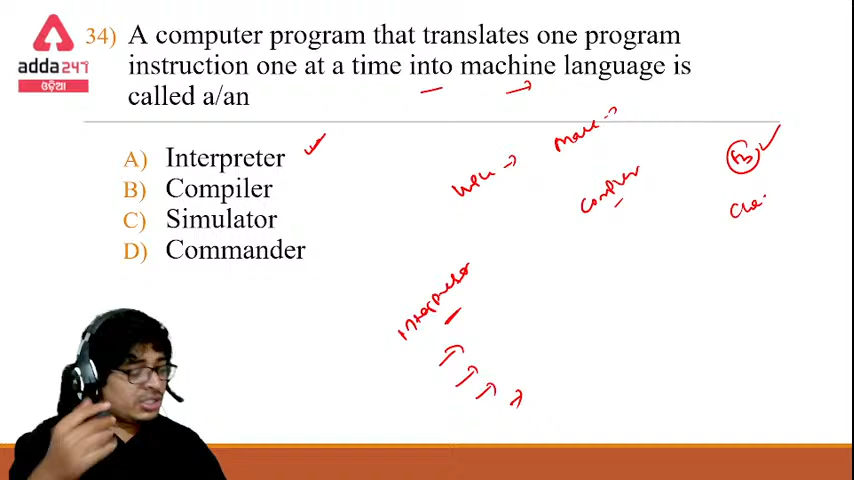 34) A computer program that translates one program
instruction one at a time into machine language is
called a/an
adda247
ଓଡ଼ିଆ
A) Interpreter
B) Compiler
C) Simulator
D) Commander
Compiler
Interpreter